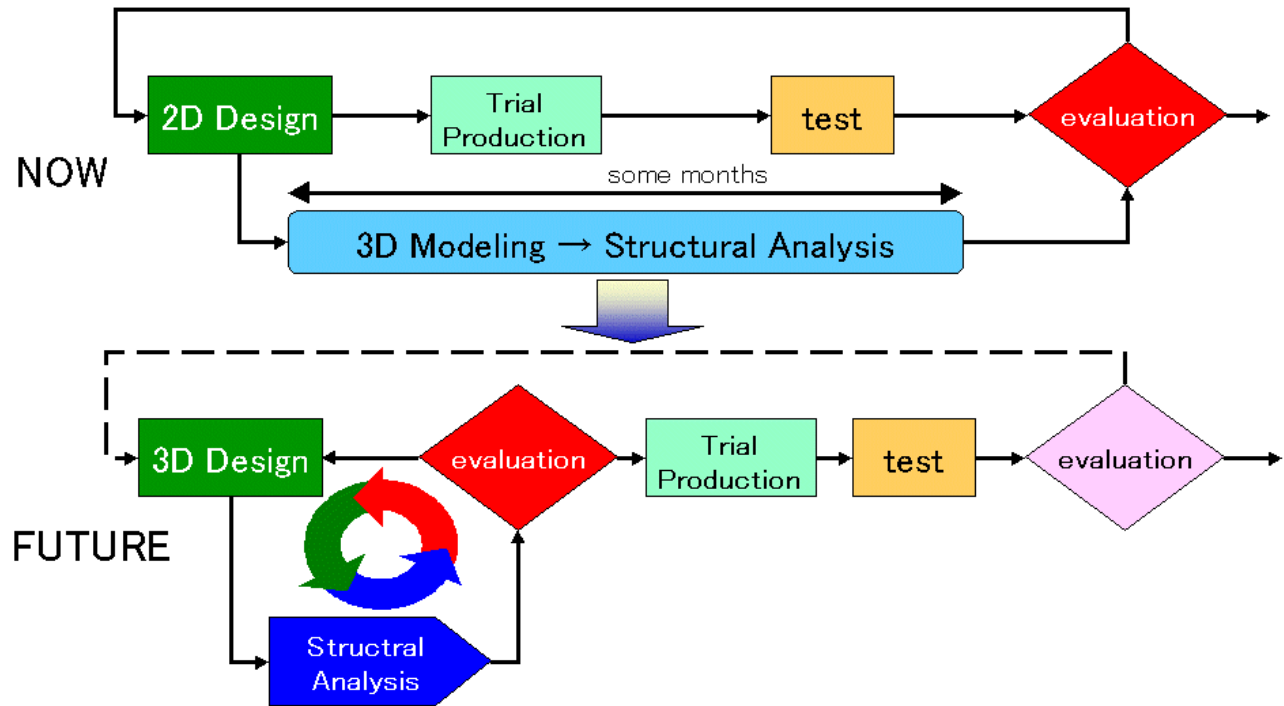 2D Design
Trial
Production
test
evaluation
NOW
some months
3D Modeling → Structural Analysis
3D Design
evaluation
Trial
Production
test
evaluation
FUTURE
Structral
Analysis